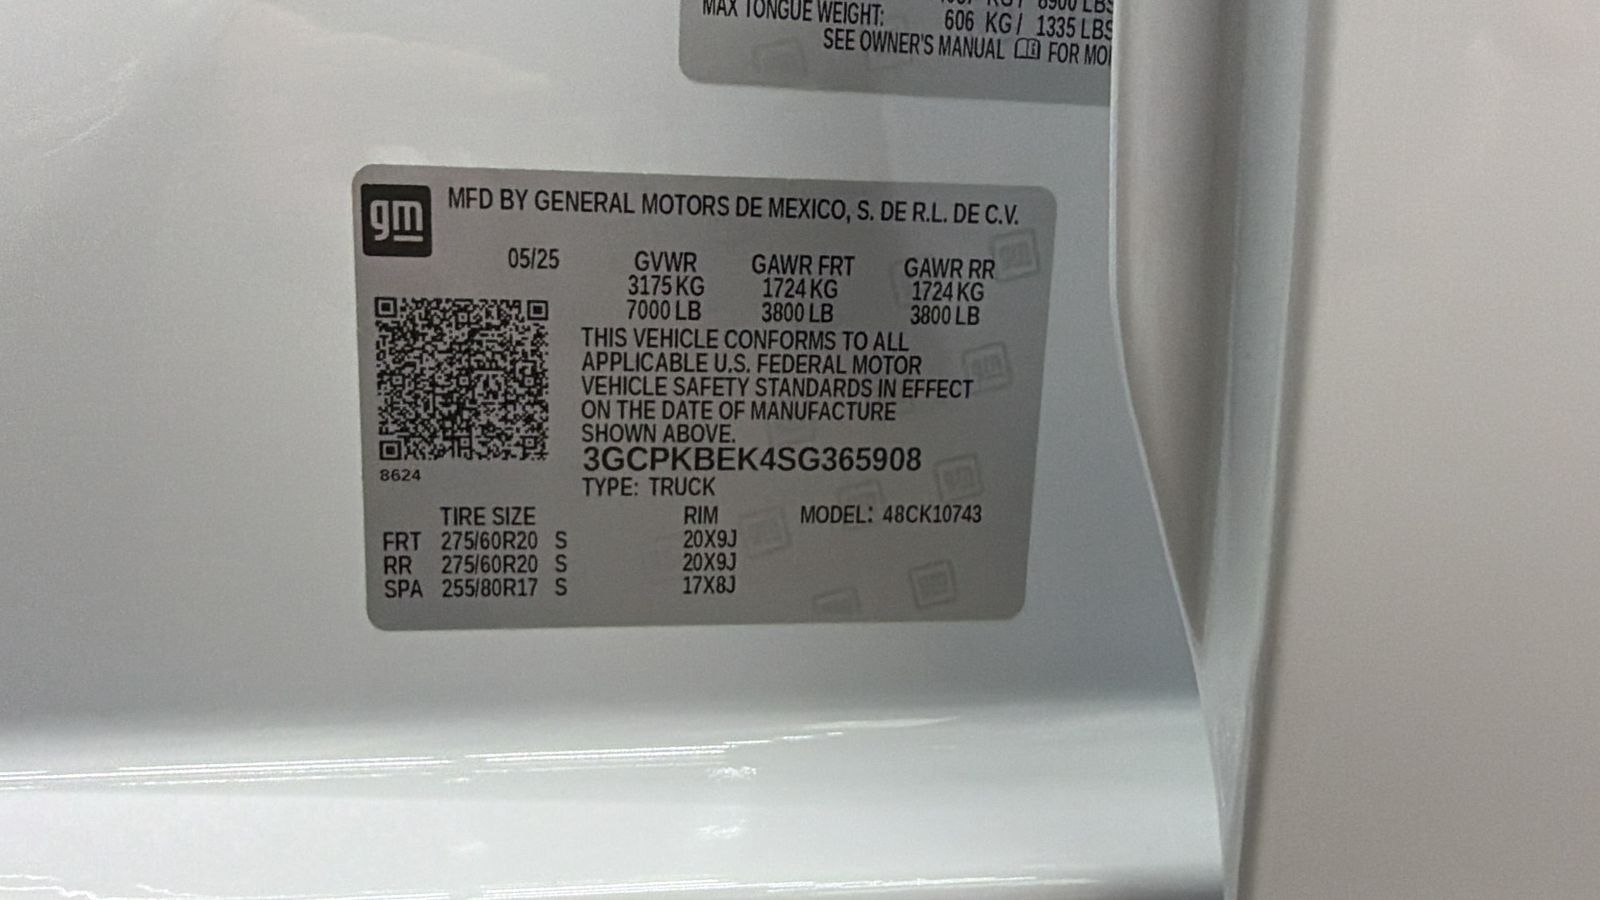 8900 LBS
MAX TONGUE WEIGHT: 606 KG / 1335 LBS
SEE OWNER'S MANUAL FOR MO
gm
MFD BY GENERAL MOTORS DE MEXICO, S. DE R.L. DE C.V.
05/25 GVWR GAWR FRT GAWR RR
3175 KG 1724 KG 1724 KG
7000 LB 3800 LB 3800 LB
THIS VEHICLE CONFORMS TO ALL
APPLICABLE U.S. FEDERAL MOTOR
VEHICLE SAFETY STANDARDS IN EFFECT
ON THE DATE OF MANUFACTURE
SHOWN ABOVE.
3GCPKBEK4SG365908
8624
TYPE: TRUCK
TIRE SIZE RIM MODEL: 48CK10743
FRT 275/60R20 S 20X9J
RR 275/60R20 S 20X9J
SPA 255/80R17 S 17X8J